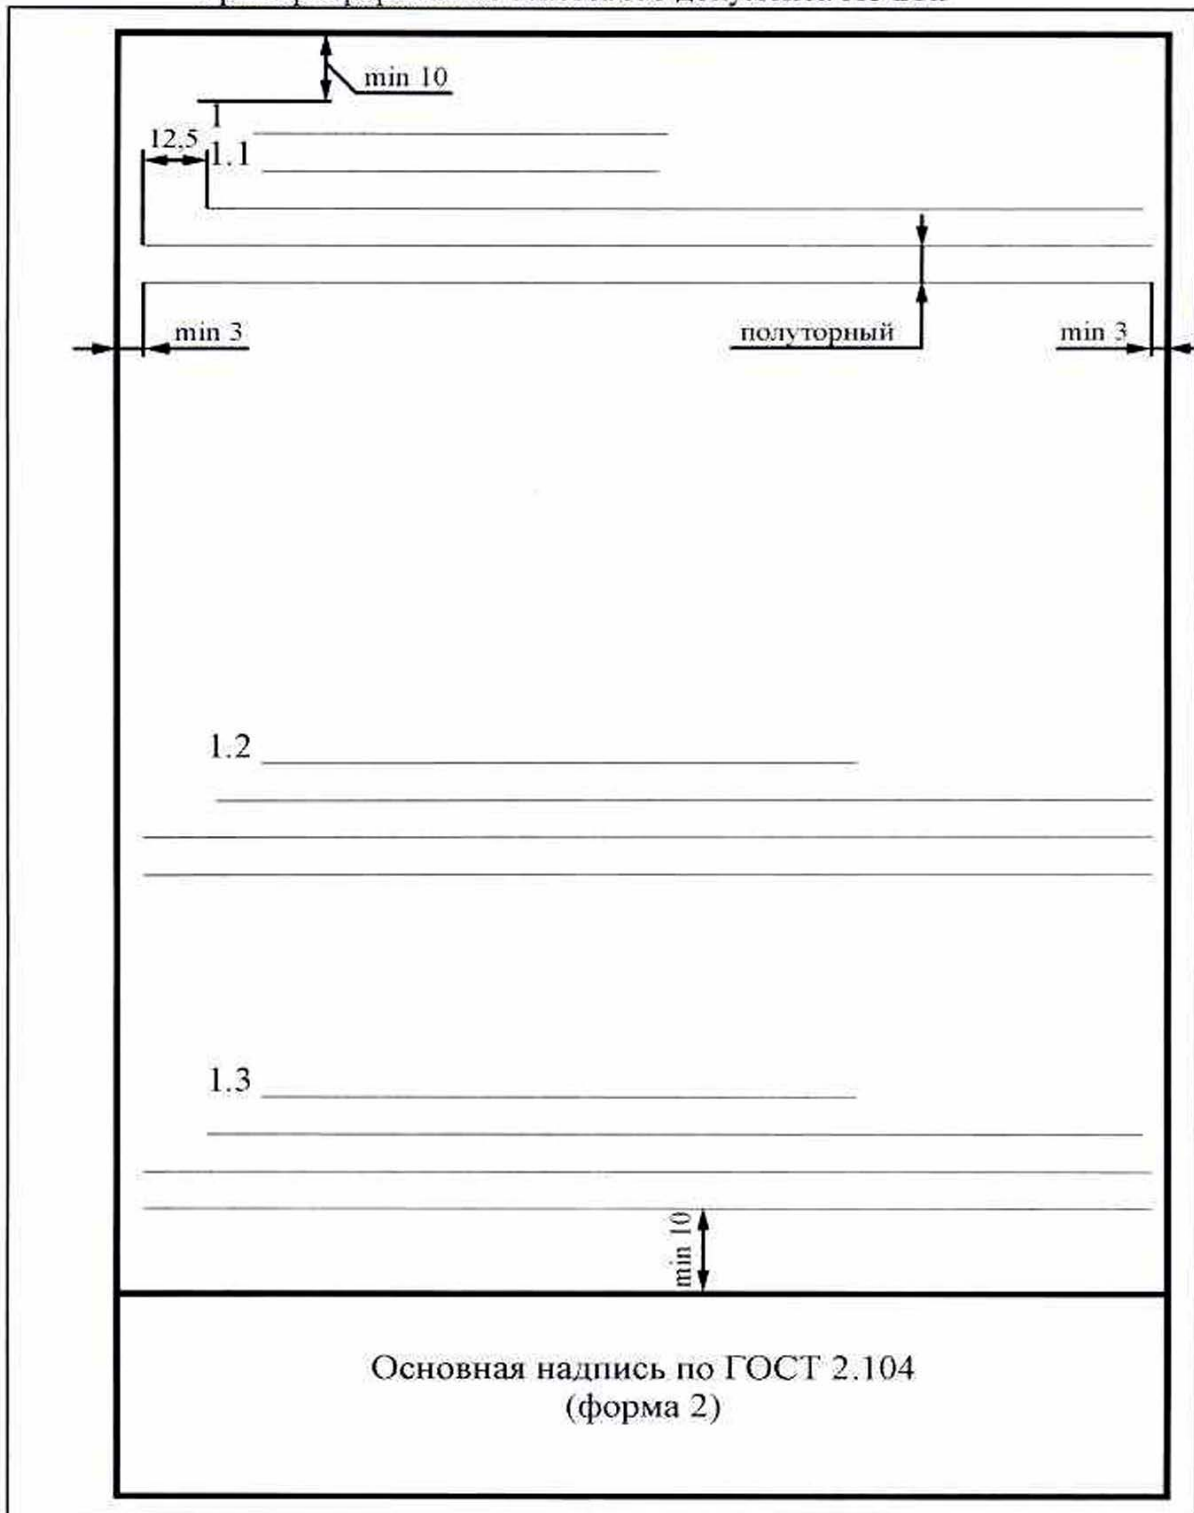 min 10
1
12,5
1.1
min 3
полуторный
min 3
1.2
1.3
min 10
Основная надпись по ГОСТ 2.104
(форма 2)